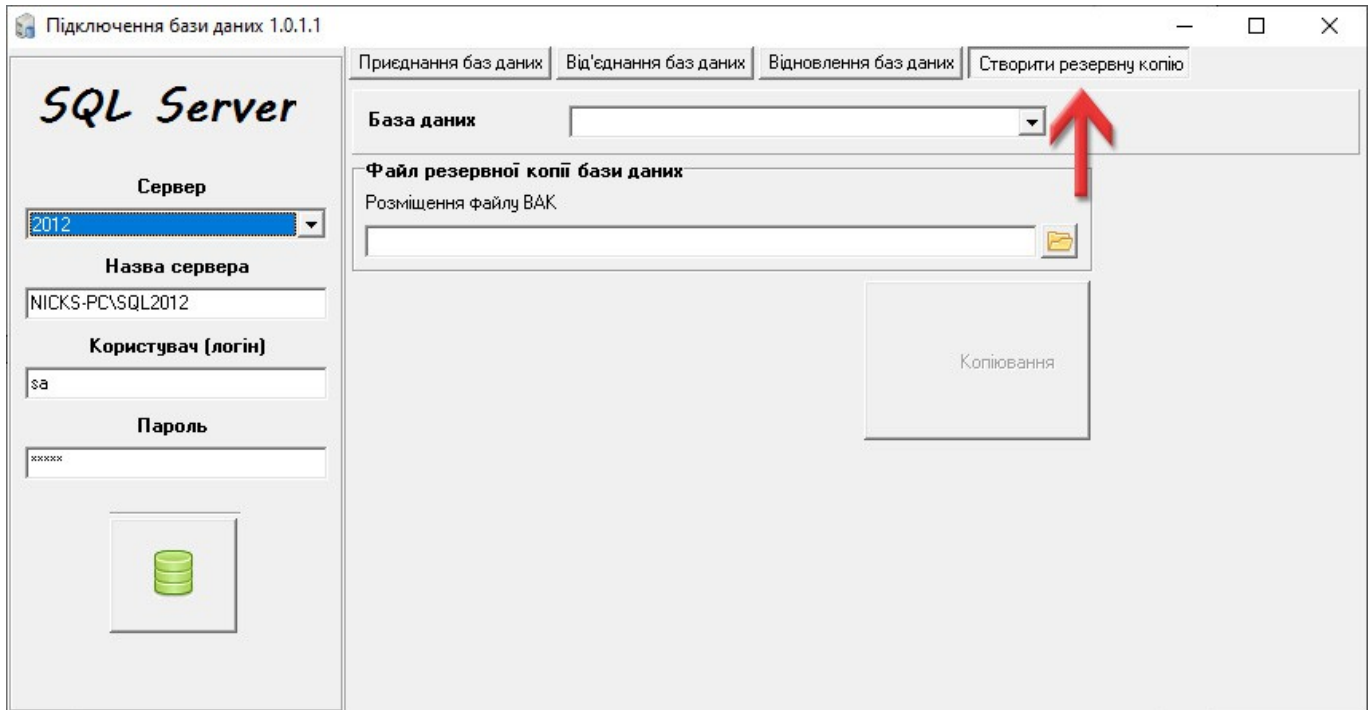 Підключення бази даних 1.0.1.1
SQL Server
Сервер
2012
Назва сервера
NICKS-PC\SQL2012
Користувач (логін)
sa
Пароль
*****
Приєднання баз даних
Від'єднання баз даних
Відновлення баз даних
Створити резервну копію
База даних
Файл резервної копії бази даних
Розміщення файлу BAK
Копіювання